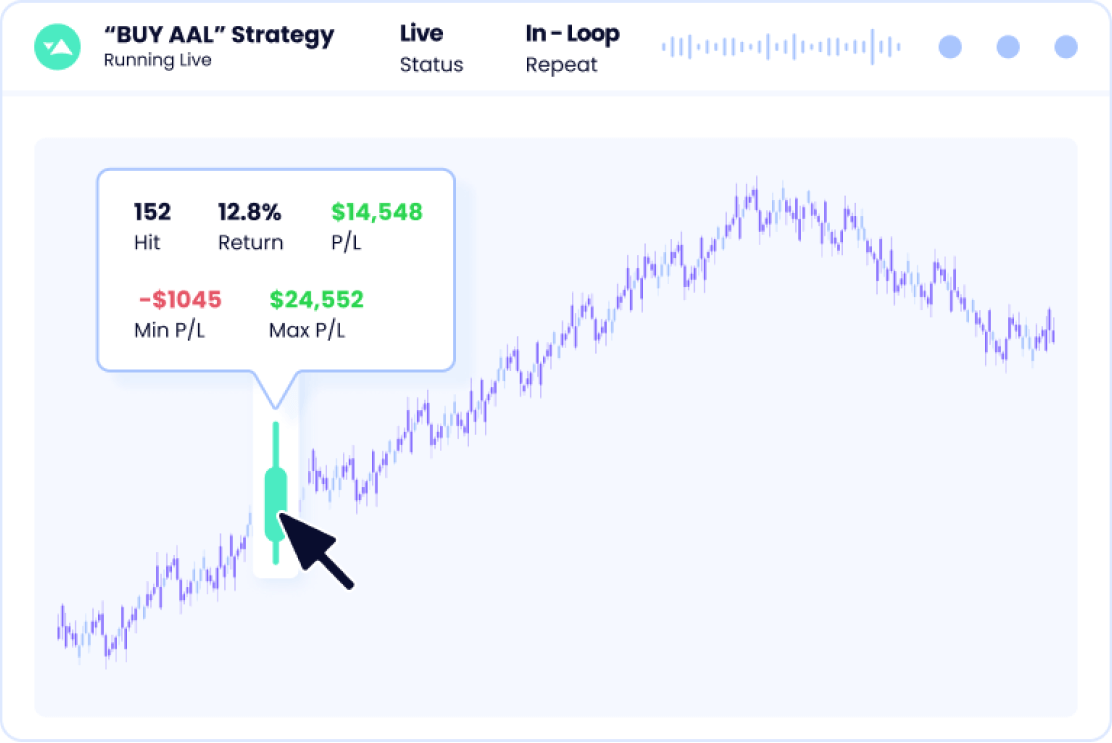 “BUY AAL” Strategy
Running Live
Live
Status
In - Loop
Repeat
152
Hit
12.8%
Return
$14,548
P/L
-$1045
Min P/L
$24,552
Max P/L